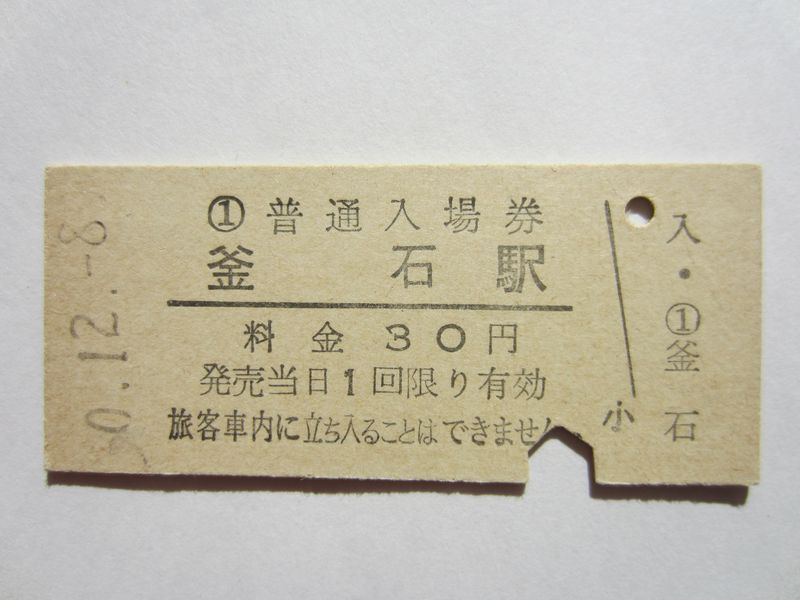 ①普通入場券
釜石駅
料金30円
発売当日1回限り有効
旅客車内に立ち入ることはできません
小
入・①釜石
0.12.-8